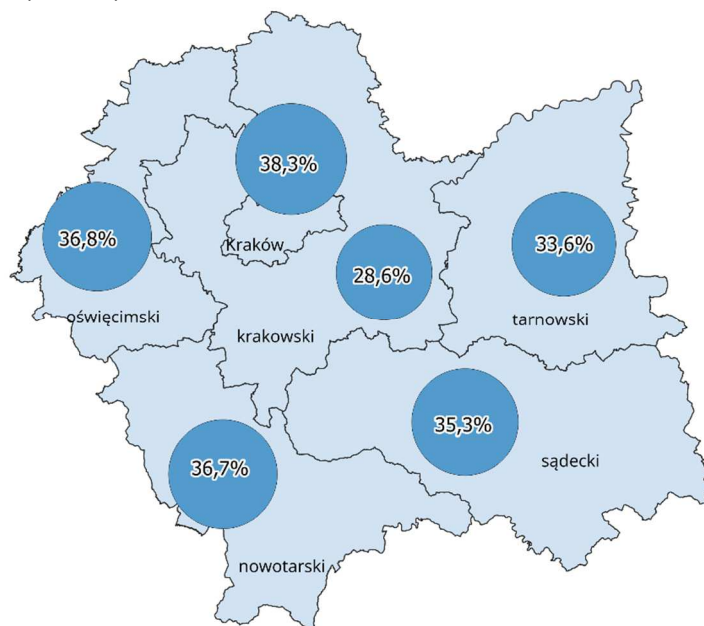 38,3%
36,8%
Kraków
33,6%
28,6%
oświęcimski
krakowski
tarnowski
35,3%
sądecki
36,7%
nowotarski